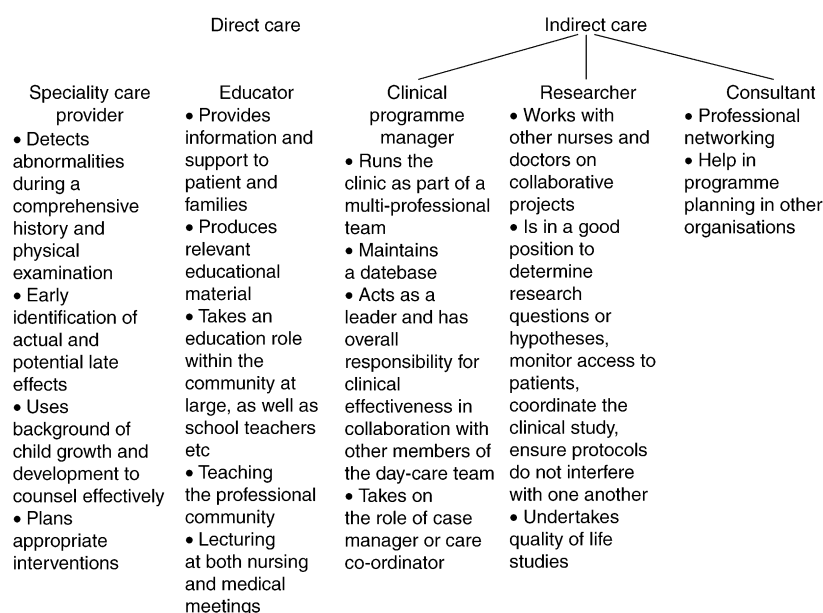 Direct care
Indirect care
Speciality care
provider
• Detects
abnormalities
during a
comprehensive
history and
physical
examination
• Early
identification of
actual and
potential late
effects
• Uses
background of
child growth and
development to
counsel effectively
• Plans
appropriate
interventions
Educator
• Provides
information and
support to
patient and
families
• Produces
relevant
educational
material
• Takes an
education role
within the
community at
large, as well as
school teachers
etc
• Teaching
the professional
community
• Lecturing
at both nursing
and medical
meetings
Clinical
programme
manager
• Runs the
clinic as part of a
multi-professional
team
• Maintains
a datebase
• Acts as a
leader and has
overall
responsibility for
clinical
effectiveness in
collaboration with
other members of
the day-care team
• Takes on
the role of case
manager or care
co-ordinator
Researcher
• Works with
other nurses and
doctors on
collaborative
projects
• Is in a good
position to
determine
research
questions or
hypotheses,
monitor access to
patients,
coordinate the
clinical study,
ensure protocols
do not interfere
with one another
• Undertakes
quality of life
studies
Consultant
• Professional
networking
• Help in
programme
planning in other
organisations